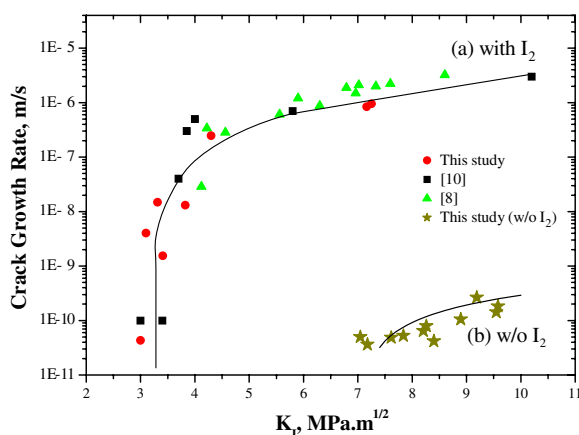 1E-5
(a) with I2
1E-6
1E-7
This study
[10]
1E-8
[8]
This study (w/o I2)
1E-9
1E-10
(b) w/o I2
1E-11
2 3 4 5 6 7 8 9 10 11
Crack Growth Rate, m/s
KI, MPa.m1/2